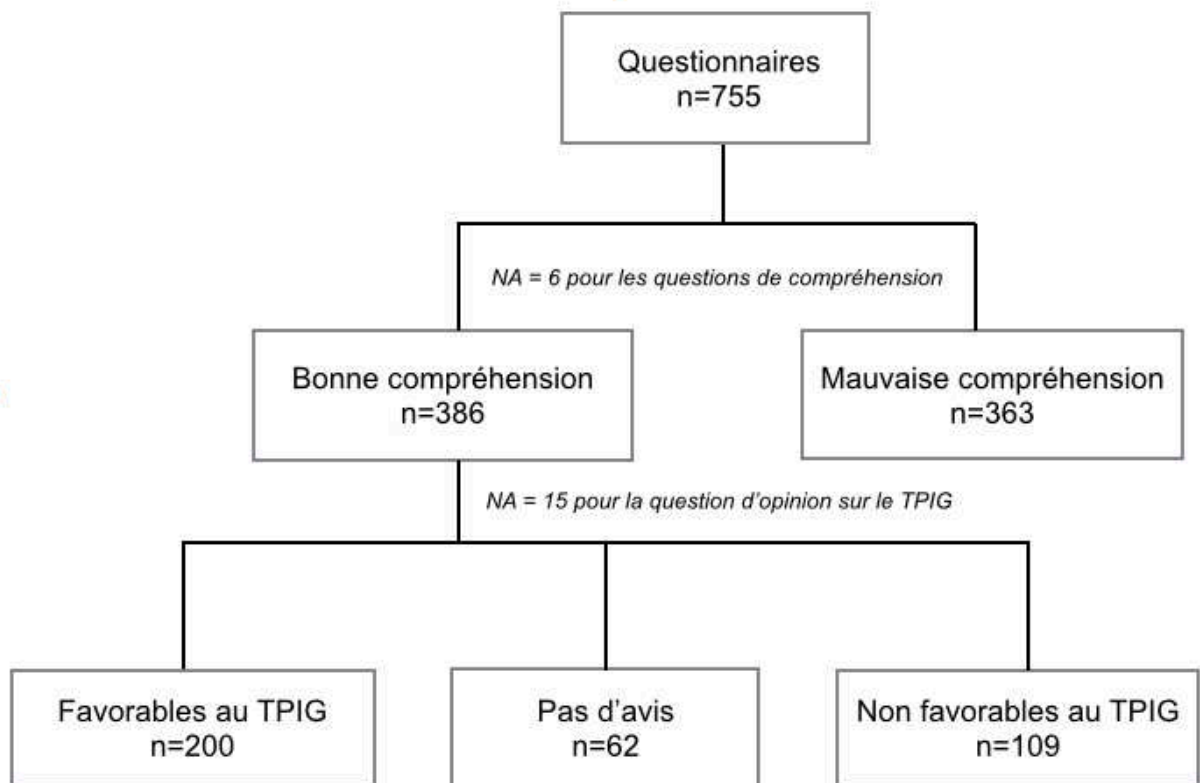 Questionnaires
n=755
NA = 6 pour les questions de compréhension
Bonne compréhension
n=386
Mauvaise compréhension
n=363
NA = 15 pour la question d'opinion sur le TPIG
Favorables au TPIG
n=200
Pas d'avis
n=62
Non favorables au TPIG
n=109